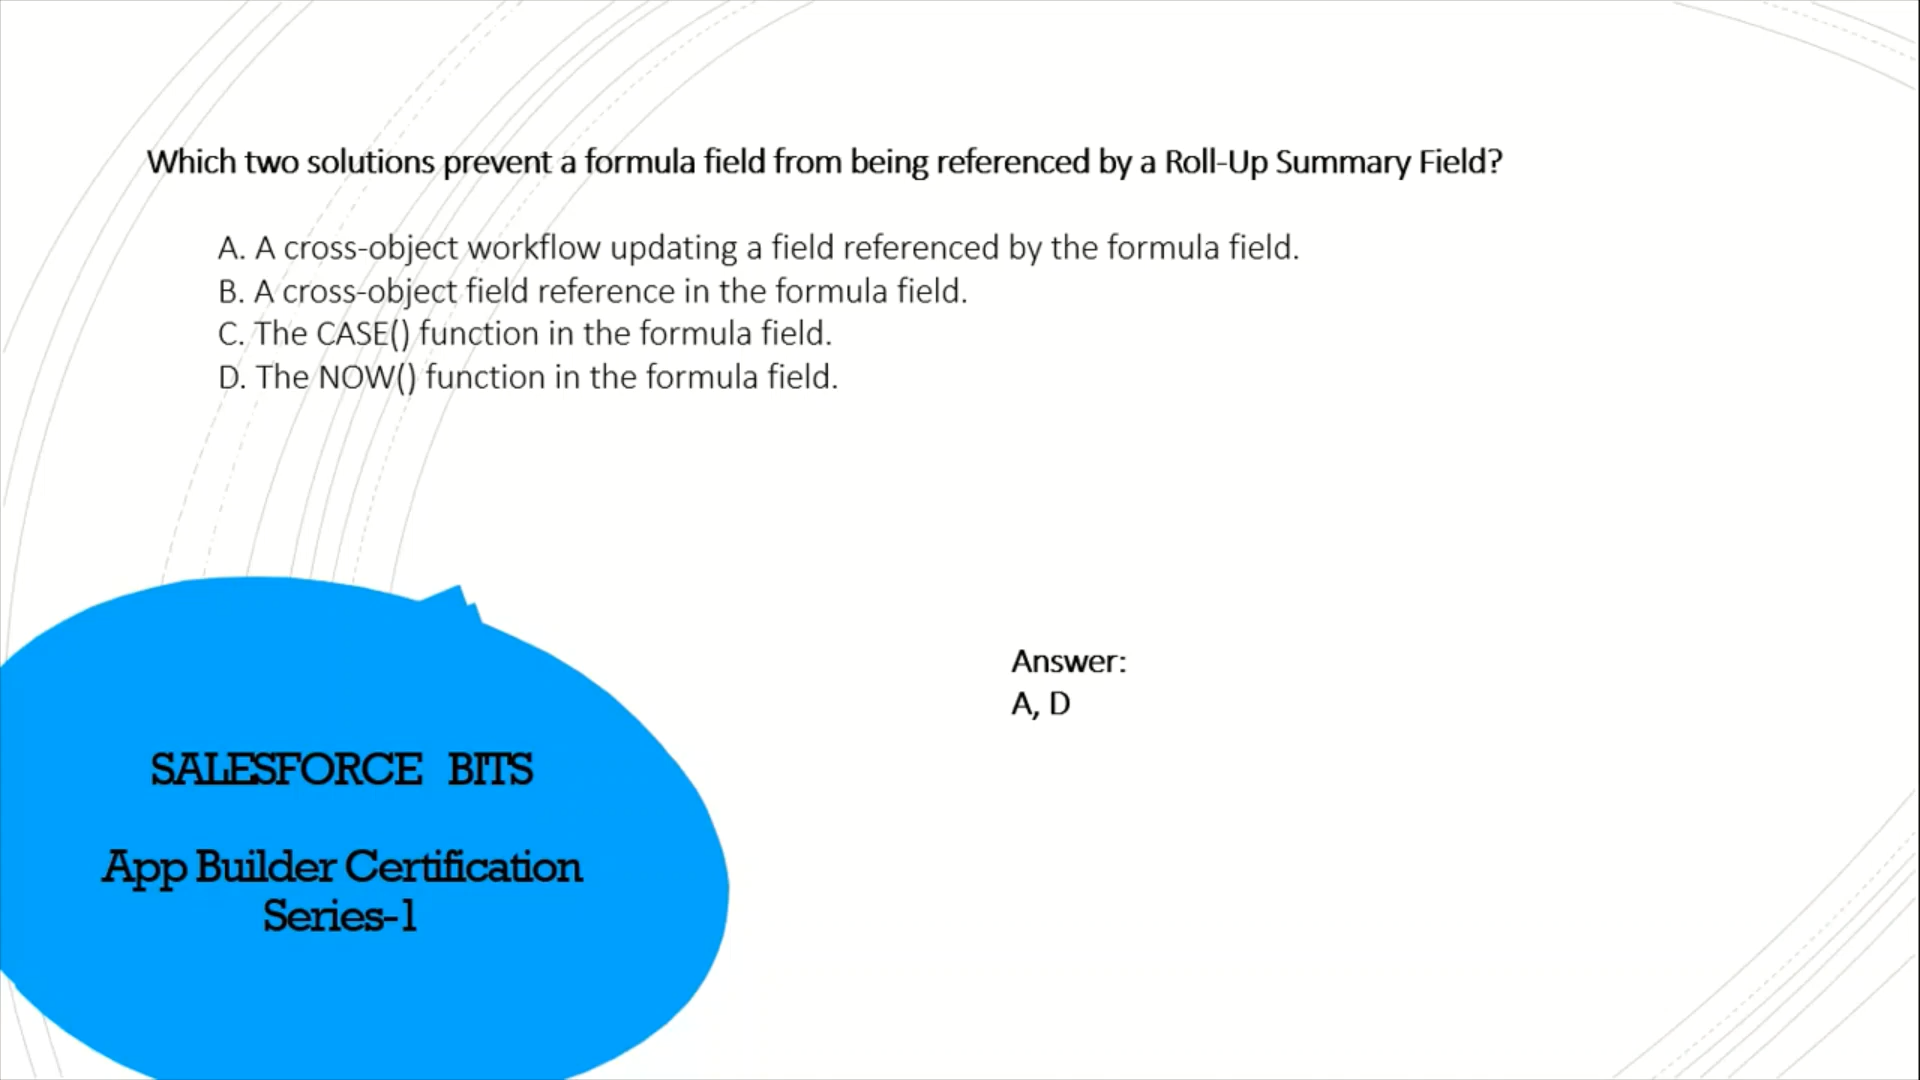 Which two solutions prevent a formula field from being referenced by a Roll-Up Summary Field?
A. A cross-object workflow updating a field referenced by the formula field.
B. A cross-object field reference in the formula field.
C. The CASE() function in the formula field.
D. The NOW() function in the formula field.
Answer:
A, D
SALESFORCE BITS
App Builder Certification
Series-1